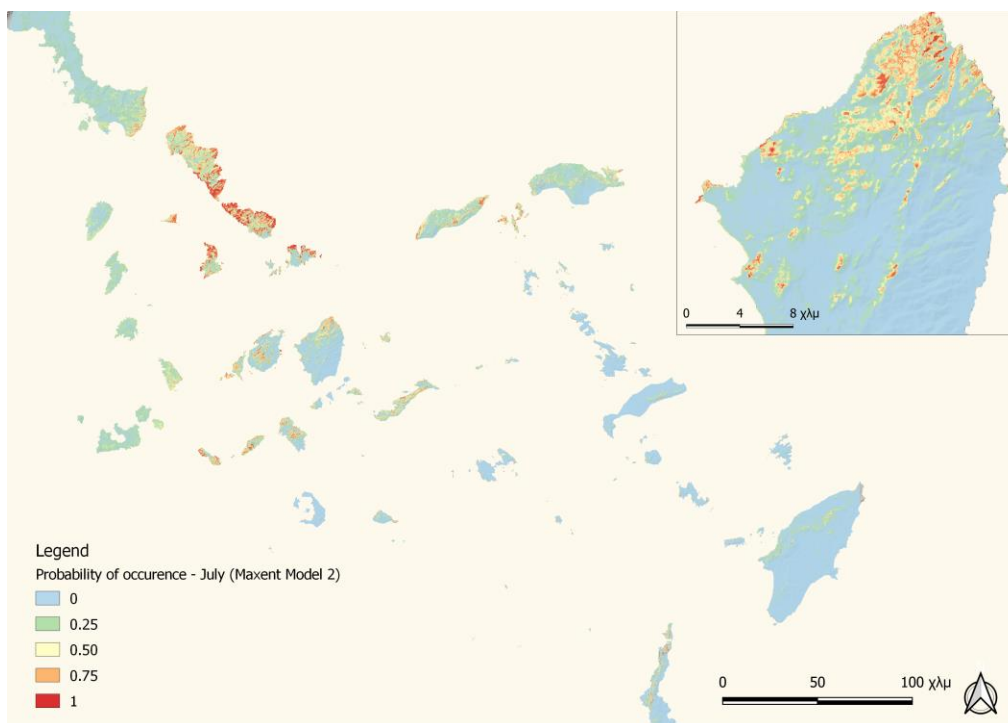 0 4 8 χλμ
Legend
Probability of occurence - July (Maxent Model 2)
0
0.25
0.50
0.75
1
0 50 100 χλμ